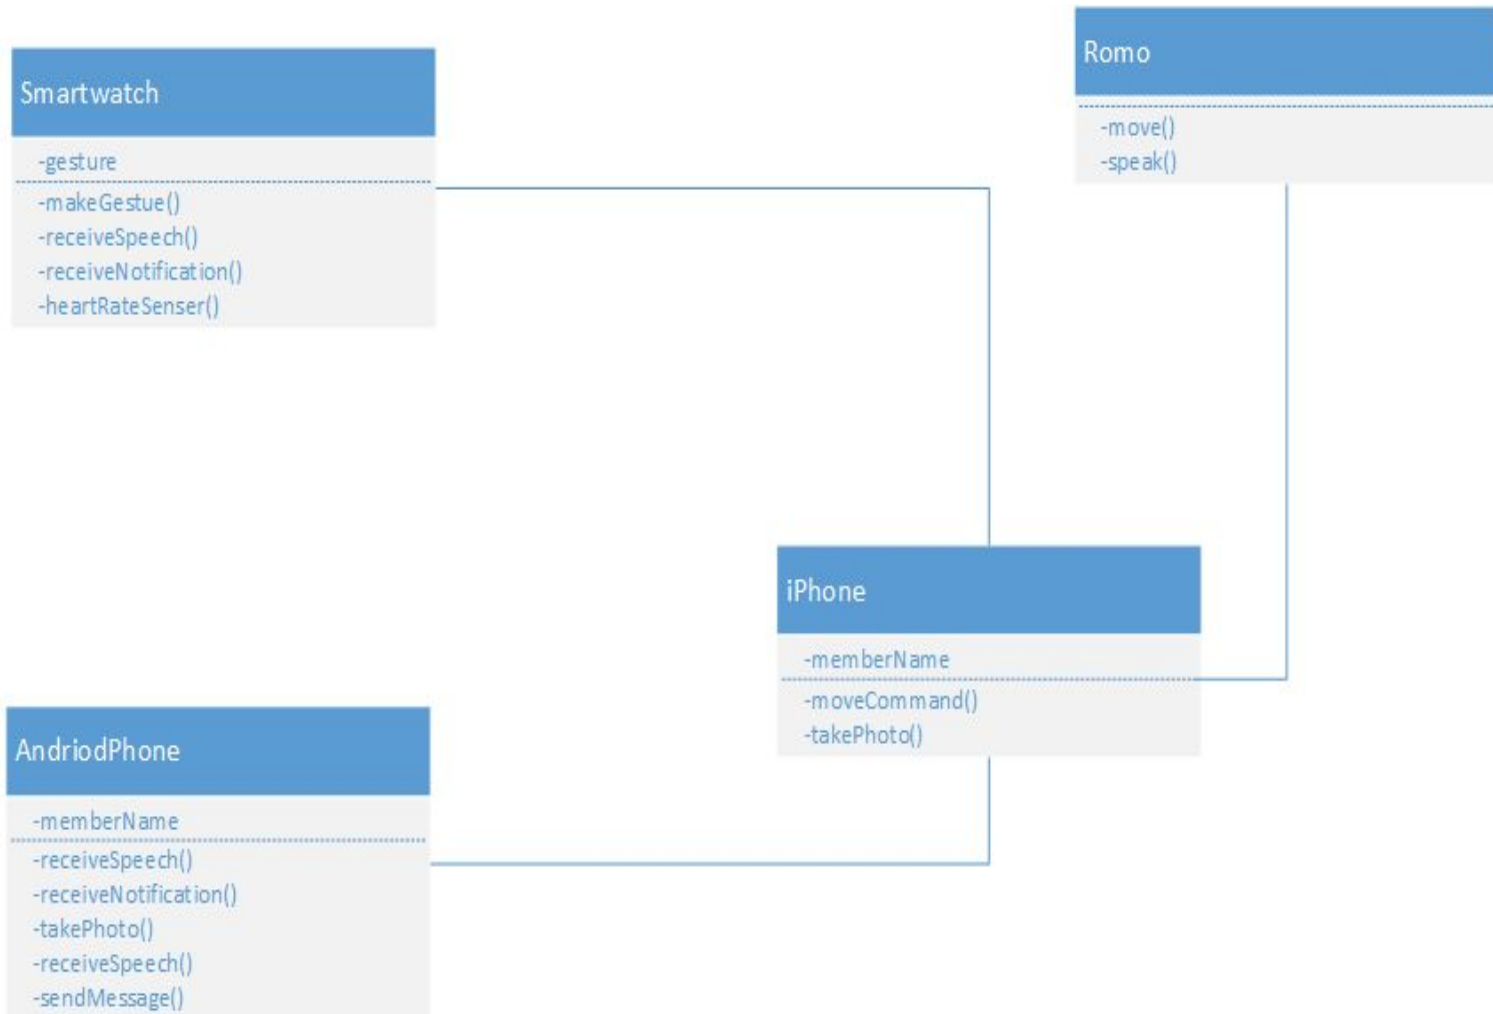 Smartwatch
-gesture
-makeGestue()
-receiveSpeech()
-receiveNotification()
-heartRateSenser()
Romo
-move()
-speak()
iPhone
-memberName
-moveCommand()
-takePhoto()
AndriodPhone
-memberName
-receiveSpeech()
-receiveNotification()
-takePhoto()
-receiveSpeech()
-sendMessage()